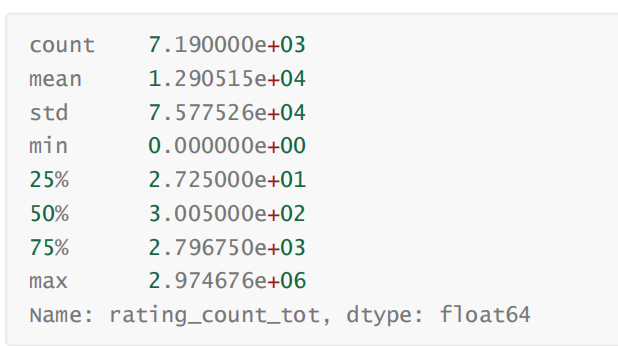 count 7.190000e+03
mean 1.290515e+04
std 7.577526e+04
min 0.000000e+00
25% 2.725000e+01
50% 3.005000e+02
75% 2.796750e+03
max 2.974676e+06
Name: rating_count_tot, dtype: float64